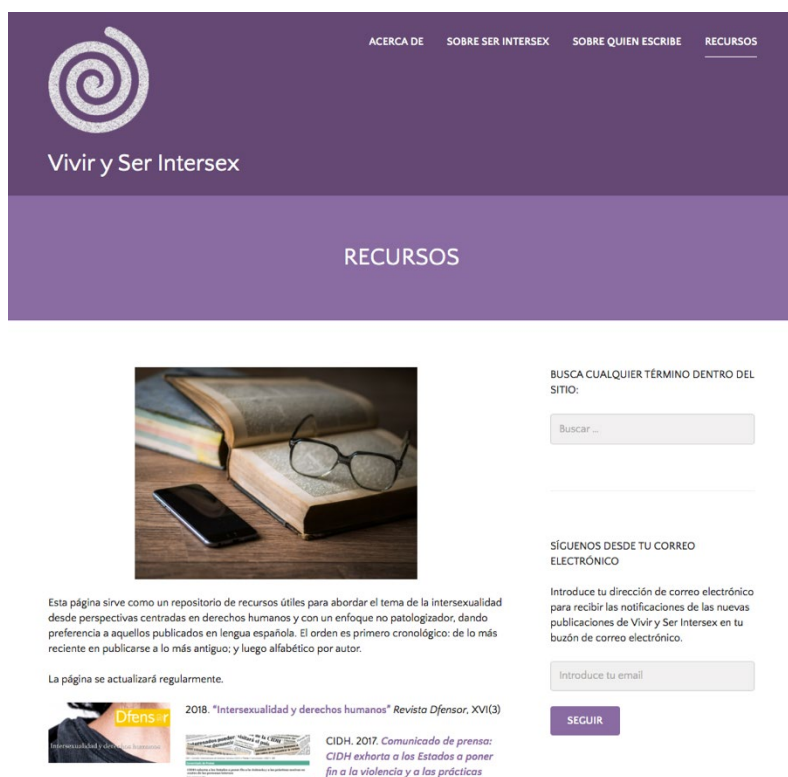 ACERCA DE SOBRE SER INTERSEX SOBRE QUIEN ESCRIBE RECURSOS
Vivir y Ser Intersex
RECURSOS
Esta página sirve como un repositorio de recursos útiles para abordar el tema de la intersexualidad
desde perspectivas centradas en derechos humanos y con un enfoque no patologizador, dando
preferencia a aquellos publicados en lengua española. El orden es primero cronológico: de lo más
reciente en publicarse a lo más antiguo; y luego alfabético por autor.
La página se actualizará regularmente.
Dfensor
Intersexualidad y derechos humanos
2018. “Intersexualidad y derechos humanos” Revista Dfensor, XVI(3)
CIDH. 2017. Comunicado de prensa:
CIDH exhorta a los Estados a poner
fin a la violencia y a las prácticas
BUSCA CUALQUIER TÉRMINO DENTRO DEL
SITIO:
Buscar ...
SÍGUENOS DESDE TU CORREO
ELECTRÓNICO
Introduce tu dirección de correo electrónico
para recibir las notificaciones de las nuevas
publicaciones de Vivir y Ser Intersex en tu
buzón de correo electrónico.
Introduce tu email
SEGUIR